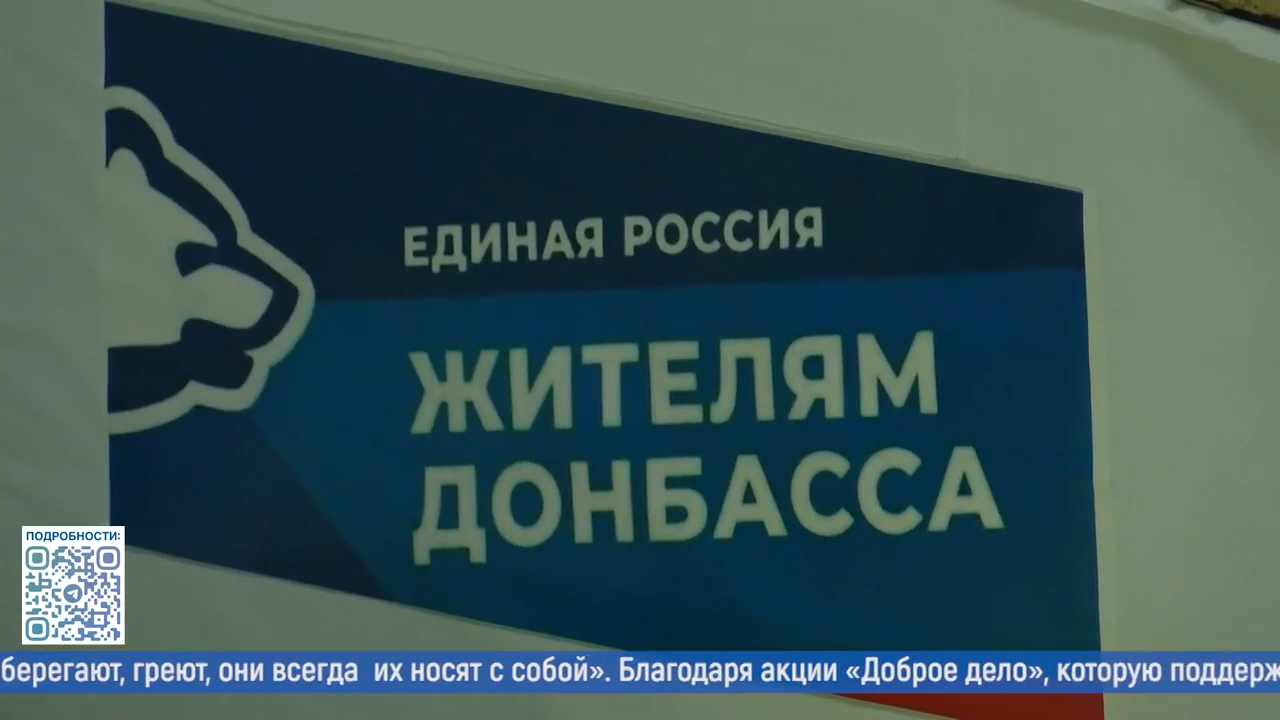 ЕДИНАЯ РОССИЯ
ЖИТЕЛЯМ
ДОНБАССА
ПОДРОБНОСТИ:
берегают, греют, они всегда их носят с собой». Благодаря акции «Доброе дело», которую поддерж